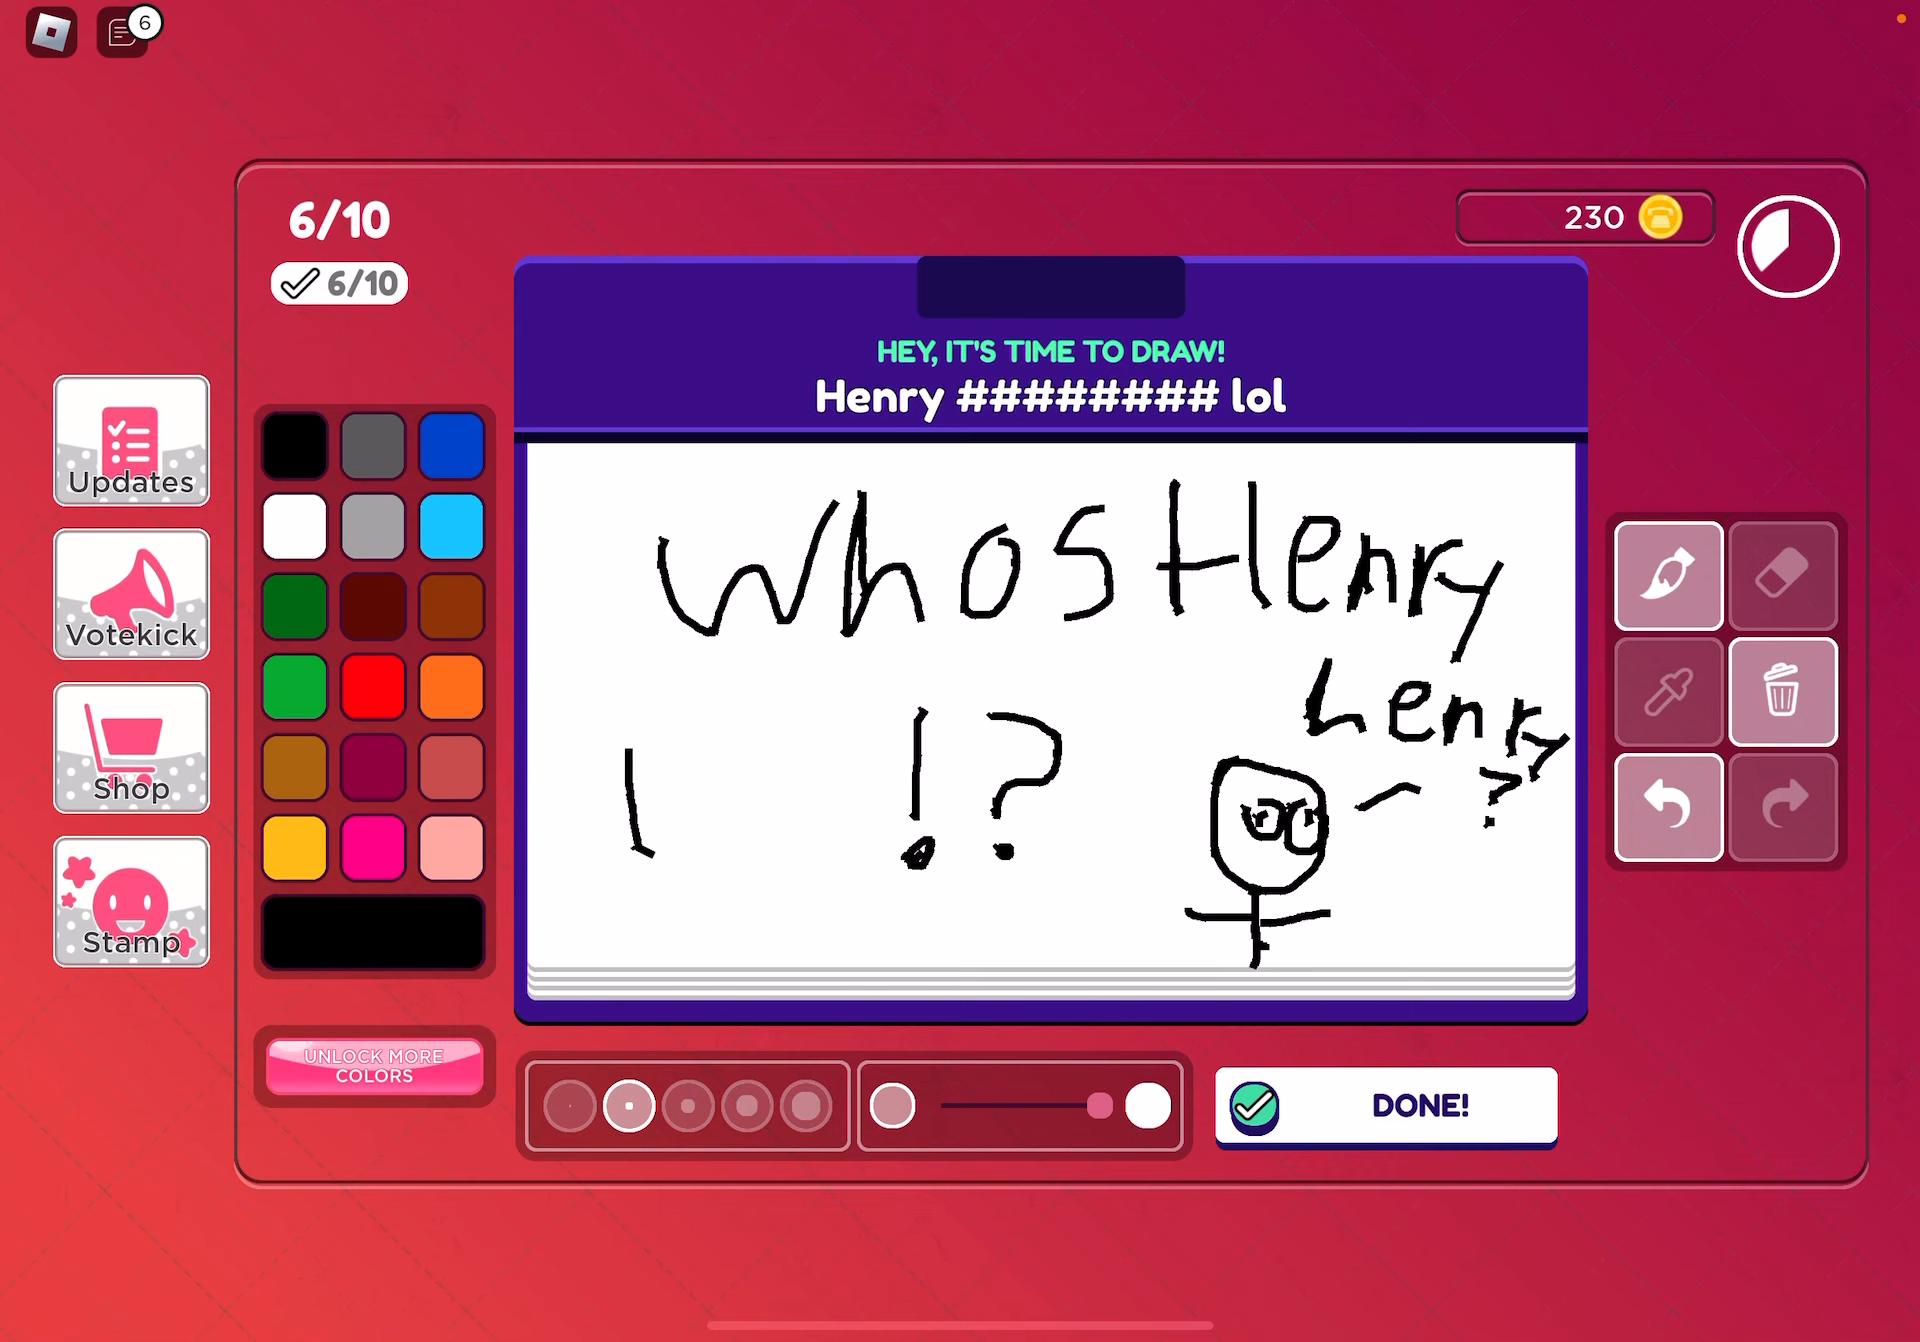 6
6/10
230
6/10
HEY, IT'S TIME TO DRAW!
Henry ######## lol
Updates
Votekick
Shop
Stamp
Whos Henry
henry
l !?
?
UNLOCK MORE
COLORS
DONE!